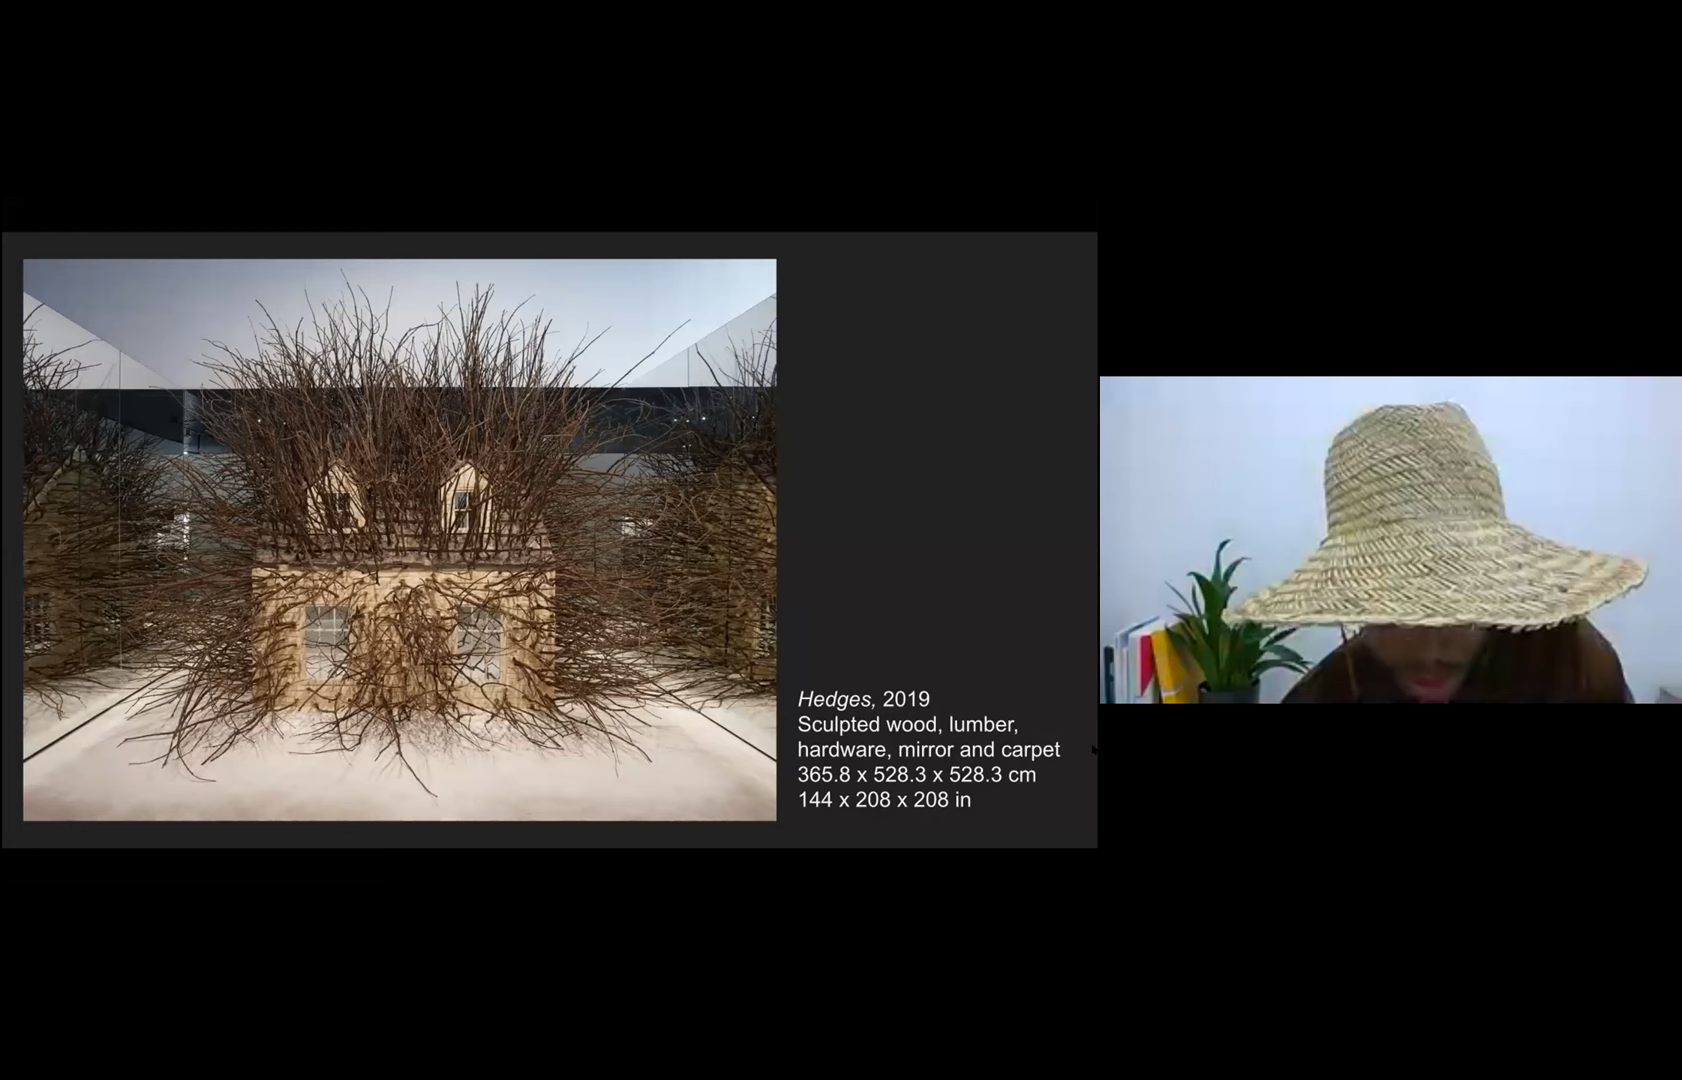 Hedges, 2019
Sculpted wood, lumber,
hardware, mirror and carpet
365.8 x 528.3 x 528.3 cm
144 x 208 x 208 in